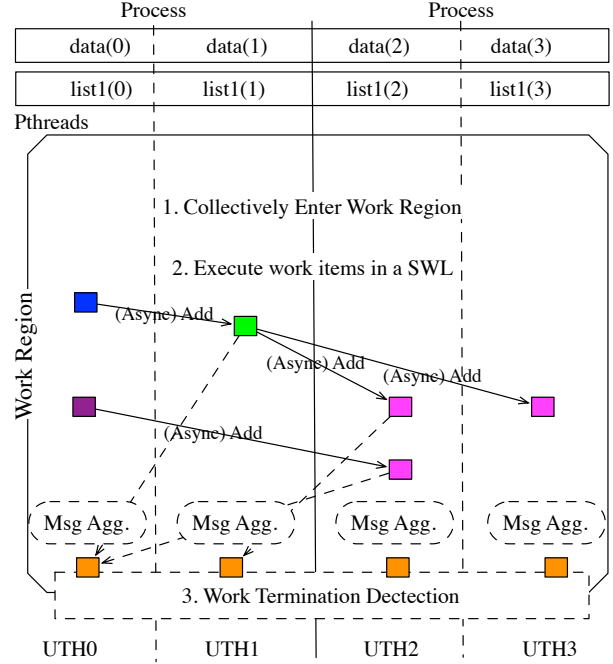 Process Process
data(0) data(1) data(2) data(3)
list1(0) list1(1) list1(2) list1(3)
Pthreads
1. Collectively Enter Work Region
2. Execute work items in a SWL
Work Region
(Async) Add
(Async) Add
(Async) Add
(Async) Add
Msg Agg. Msg Agg. Msg Agg. Msg Agg.
3. Work Termination Dectection
UTH0 UTH1 UTH2 UTH3